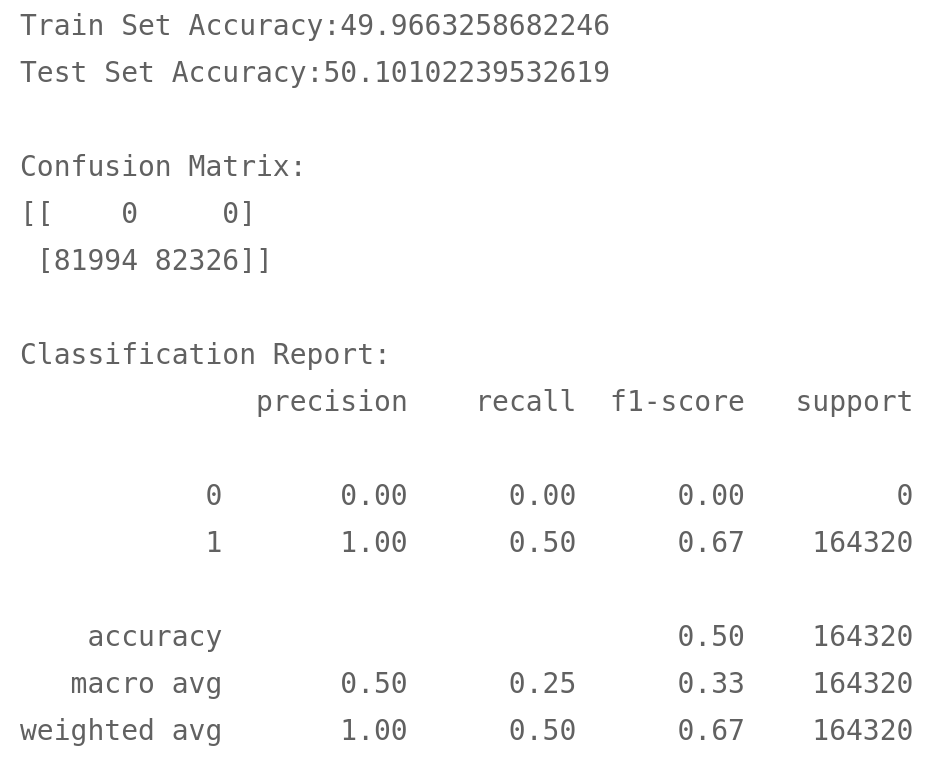 Train Set Accuracy:49.9663258682246
Test Set Accuracy:50.10102239532619
Confusion Matrix:
[[    0     0]
 [81994 82326]]
Classification Report:
              precision    recall  f1-score   support
           0       0.00      0.00      0.00         0
           1       1.00      0.50      0.67    164320
    accuracy                           0.50    164320
   macro avg       0.50      0.25      0.33    164320
weighted avg       1.00      0.50      0.67    164320